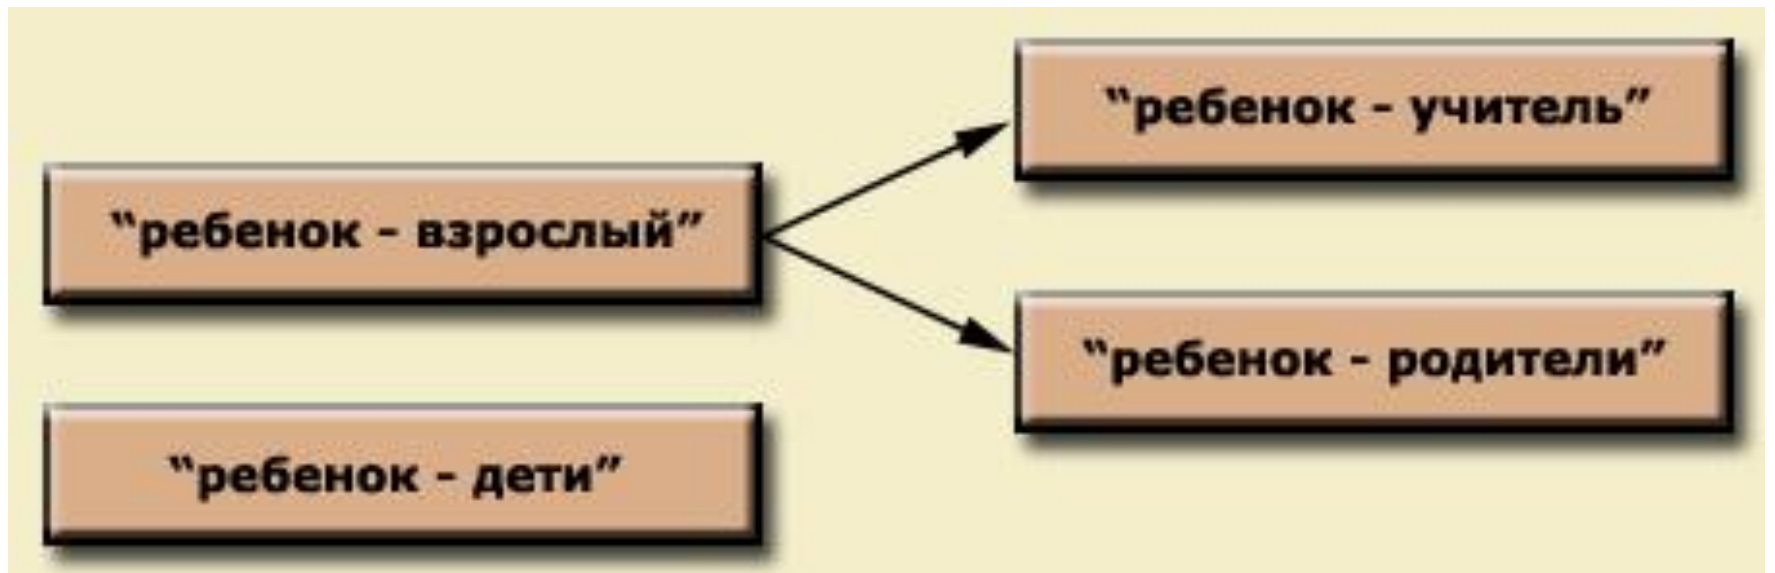 “ребенок - учитель”
“ребенок - взрослый”
“ребенок - родители”
“ребенок - дети”